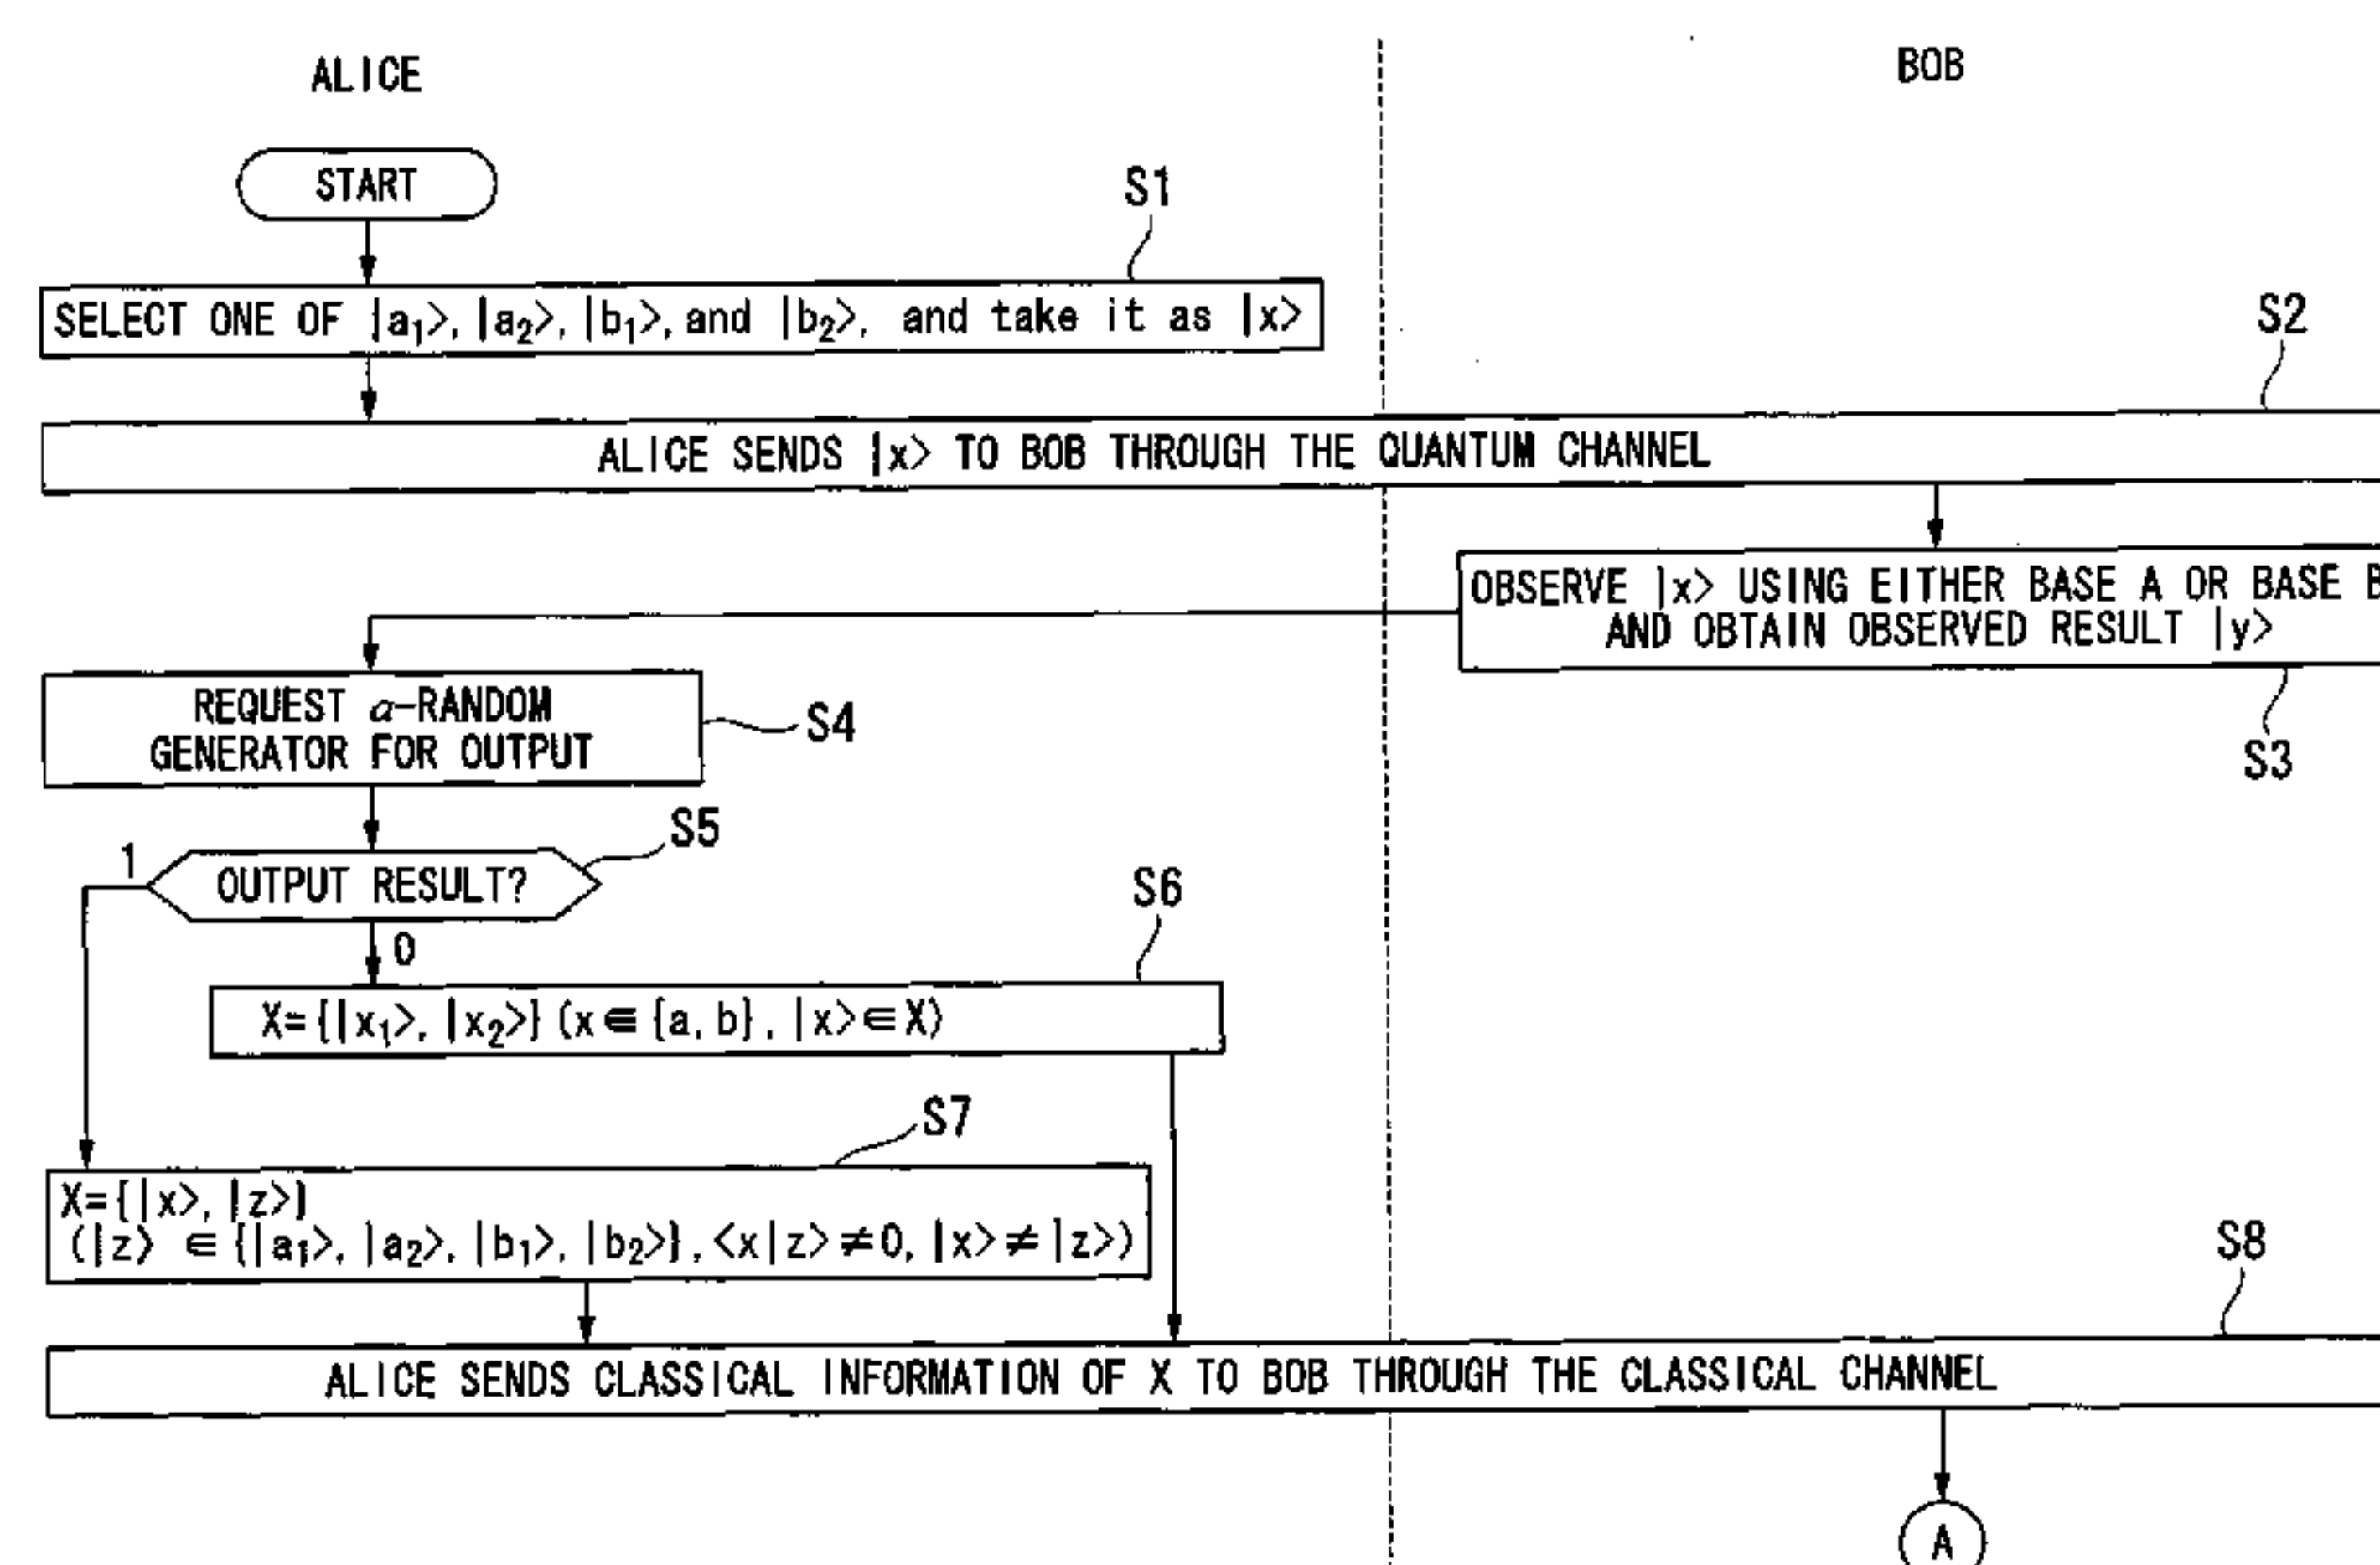 ALICE
BOB
START
S1
SELECT ONE OF |a₁>, |a₂>, |b₁>, and |b₂>, and take it as |x>
S2
ALICE SENDS |x> TO BOB THROUGH THE QUANTUM CHANNEL
OBSERVE |x> USING EITHER BASE A OR BASE B
AND OBTAIN OBSERVED RESULT |y>
S3
REQUEST α-RANDOM
GENERATOR FOR OUTPUT
S4
S5
1
OUTPUT RESULT?
0
S6
X={|x₁>, |x₂>} (x∈{a, b}, |x>∈X)
S7
X={|x>, |z>}
(|z> ∈{|a₁>, |a₂>, |b₁>, |b₂>}, <x|z>≠0, |x>≠|z>)
S8
ALICE SENDS CLASSICAL INFORMATION OF X TO BOB THROUGH THE CLASSICAL CHANNEL
A